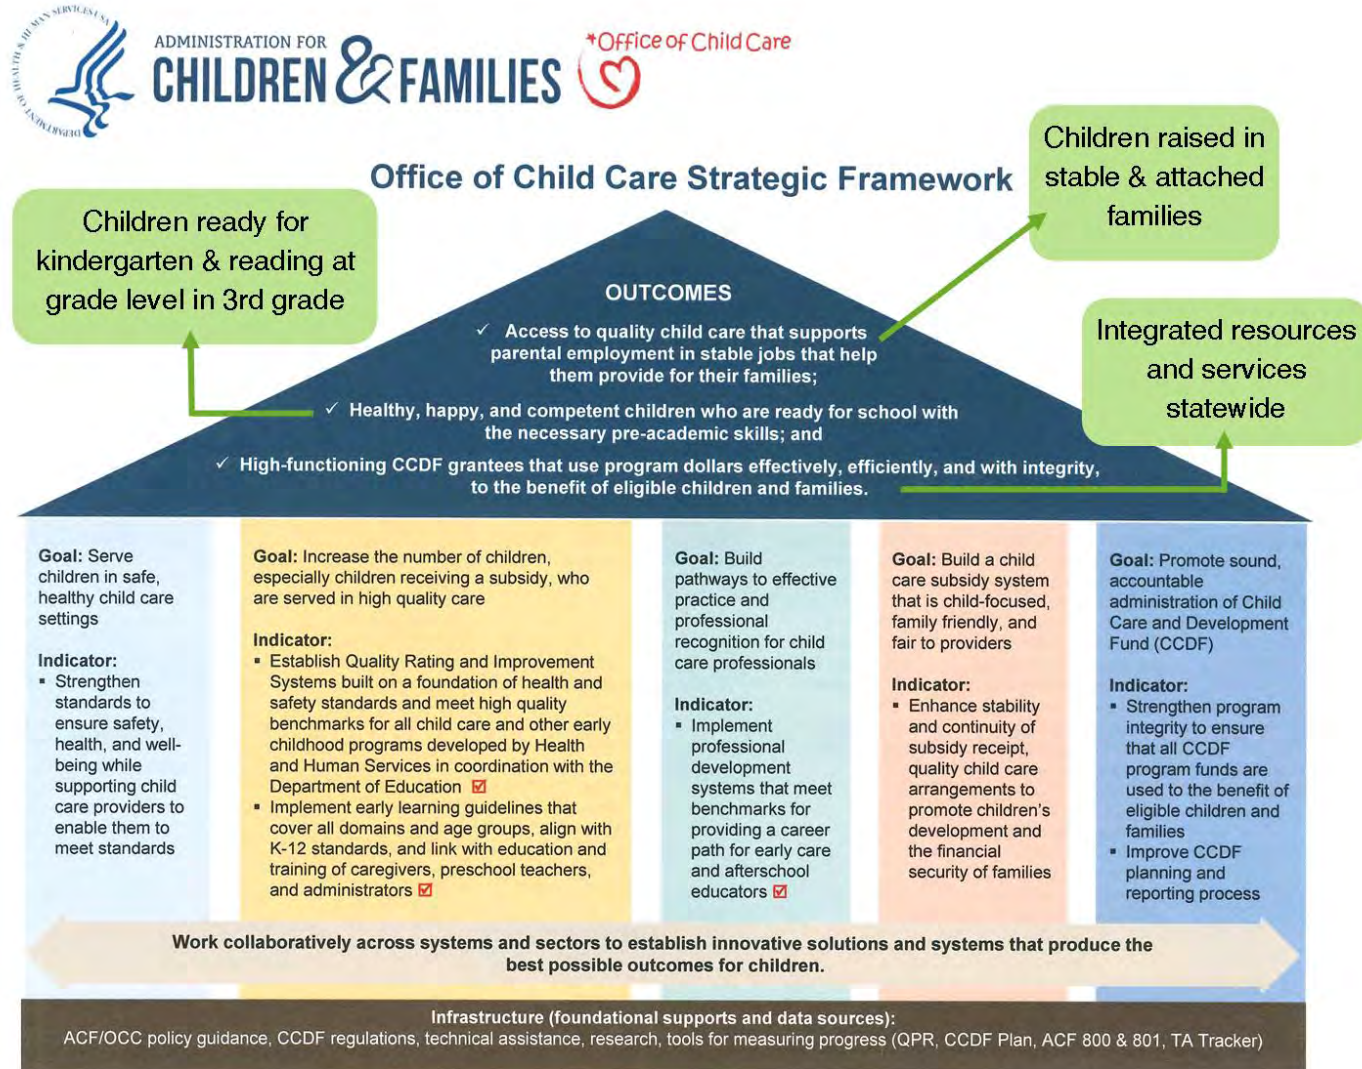 DEPARTMENT OF HEALTH & HUMAN SERVICES USA
ADMINISTRATION FOR
CHILDREN & FAMILIES
*Office of Child Care
Office of Child Care Strategic Framework
Children raised in
stable & attached
families
Children ready for
kindergarten & reading at
grade level in 3rd grade
Integrated resources
and services
statewide
OUTCOMES
✓ Access to quality child care that supports
parental employment in stable jobs that help
them provide for their families;
✓ Healthy, happy, and competent children who are ready for school with
the necessary pre-academic skills; and
✓ High-functioning CCDF grantees that use program dollars effectively, efficiently, and with integrity,
to the benefit of eligible children and families.
Goal: Serve
children in safe,
healthy child care
settings
Indicator:
▪ Strengthen
standards to
ensure safety,
health, and well-
being while
supporting child
care providers to
enable them to
meet standards
Goal: Increase the number of children,
especially children receiving a subsidy, who
are served in high quality care
Indicator:
▪ Establish Quality Rating and Improvement
Systems built on a foundation of health and
safety standards and meet high quality
benchmarks for all child care and other early
childhood programs developed by Health
and Human Services in coordination with the
Department of Education ☑
▪ Implement early learning guidelines that
cover all domains and age groups, align with
K-12 standards, and link with education and
training of caregivers, preschool teachers,
and administrators ☑
Goal: Build
pathways to effective
practice and
professional
recognition for child
care professionals
Indicator:
▪ Implement
professional
development
systems that meet
benchmarks for
providing a career
path for early care
and afterschool
educators ☑
Goal: Build a child
care subsidy system
that is child-focused,
family friendly, and
fair to providers
Indicator:
▪ Enhance stability
and continuity of
subsidy receipt,
quality child care
arrangements to
promote children's
development and
the financial
security of families
Goal: Promote sound,
accountable
administration of Child
Care and Development
Fund (CCDF)
Indicator:
▪ Strengthen program
integrity to ensure
that all CCDF
program funds are
used to the benefit of
eligible children and
families
▪ Improve CCDF
planning and
reporting process
Work collaboratively across systems and sectors to establish innovative solutions and systems that produce the
best possible outcomes for children.
Infrastructure (foundational supports and data sources):
ACF/OCC policy guidance, CCDF regulations, technical assistance, research, tools for measuring progress (QPR, CCDF Plan, ACF 800 & 801, TA Tracker)